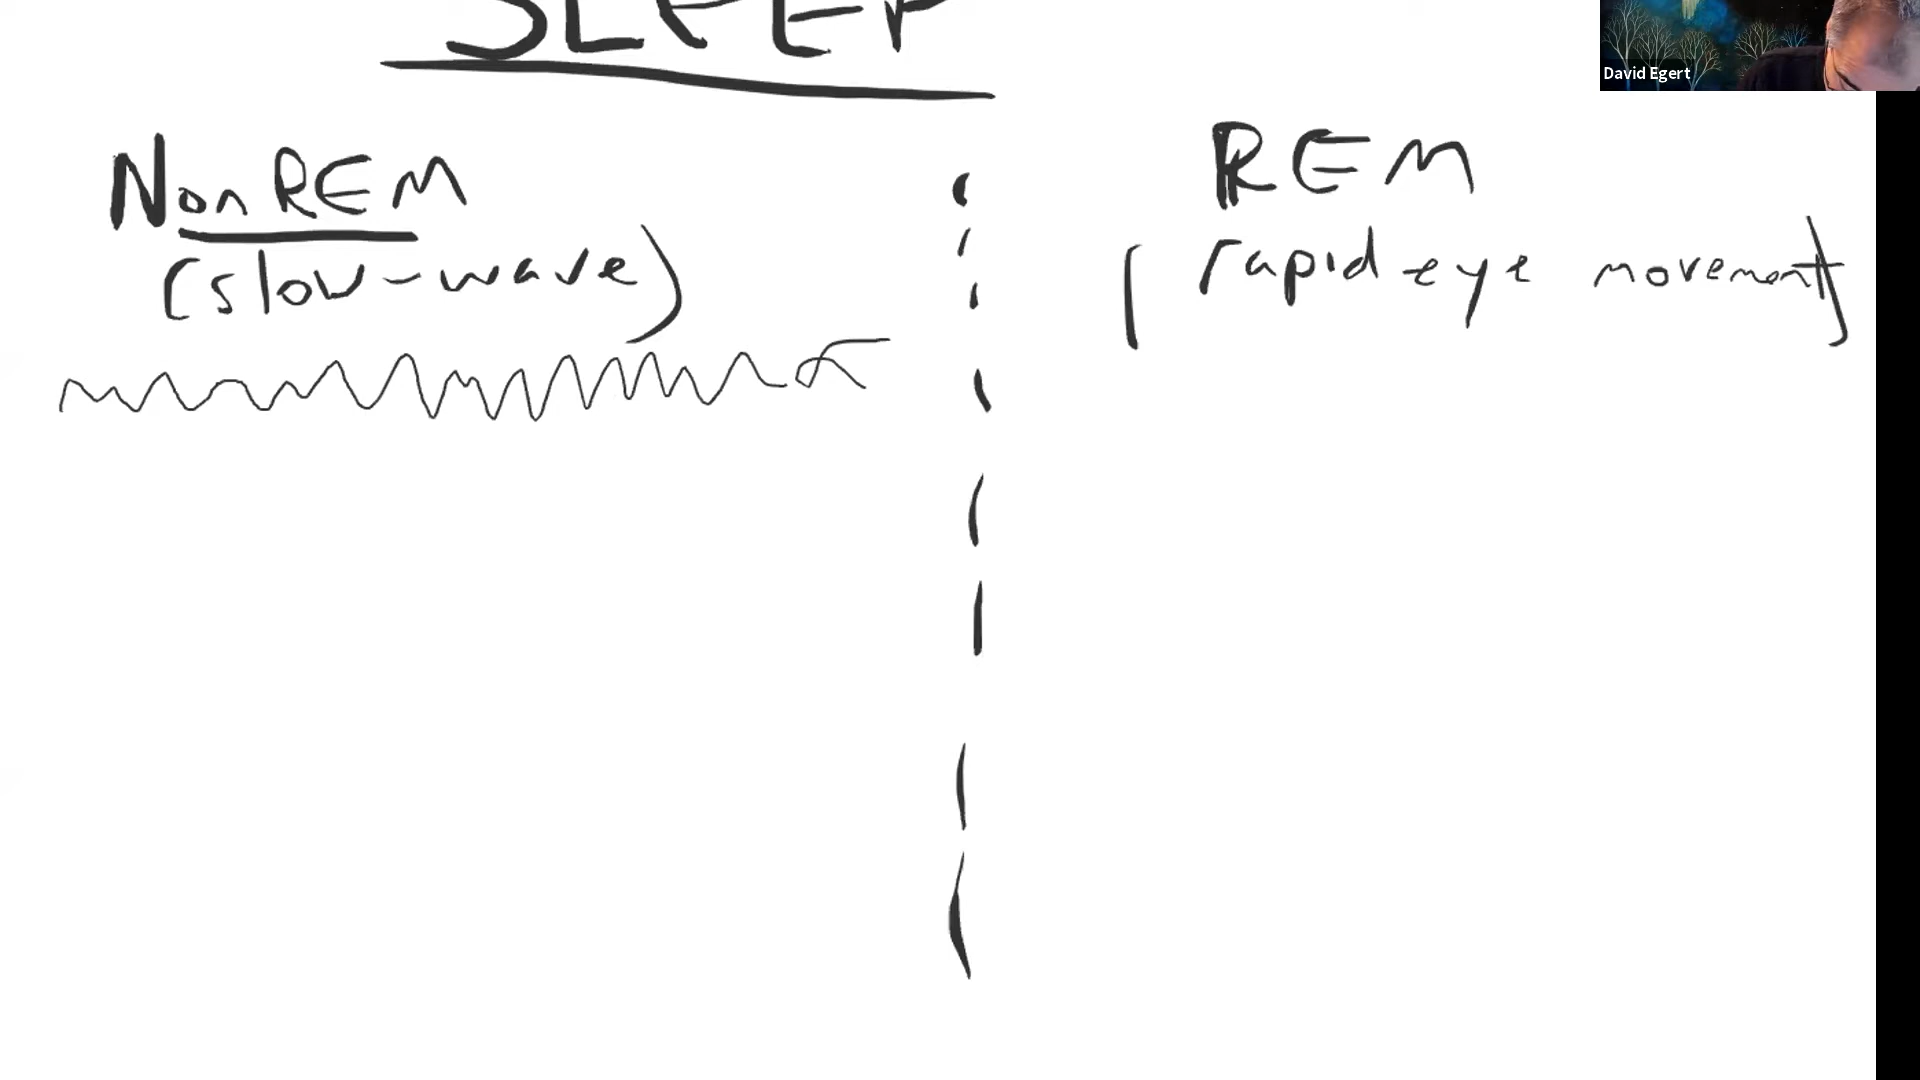 SLEEP
David Egert
NonREM
(slow-wave)
REM
(rapid eye movement)